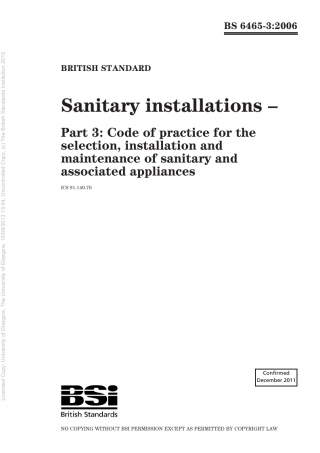 BS 6465-3:2006
BRITISH STANDARD
Sanitary installations –
Part 3: Code of practice for the
selection, installation and
maintenance of sanitary and
associated appliances
ICS 91.140.70
Confirmed
December 2011
BSi
British Standards
NO COPYING WITHOUT BSI PERMISSION EXCEPT AS PERMITTED BY COPYRIGHT LAW
Licensed Copy: University of Glasgow, The University of Glasgow, 
Uncontrolled Copy, (c) The British Standards Institution 2013